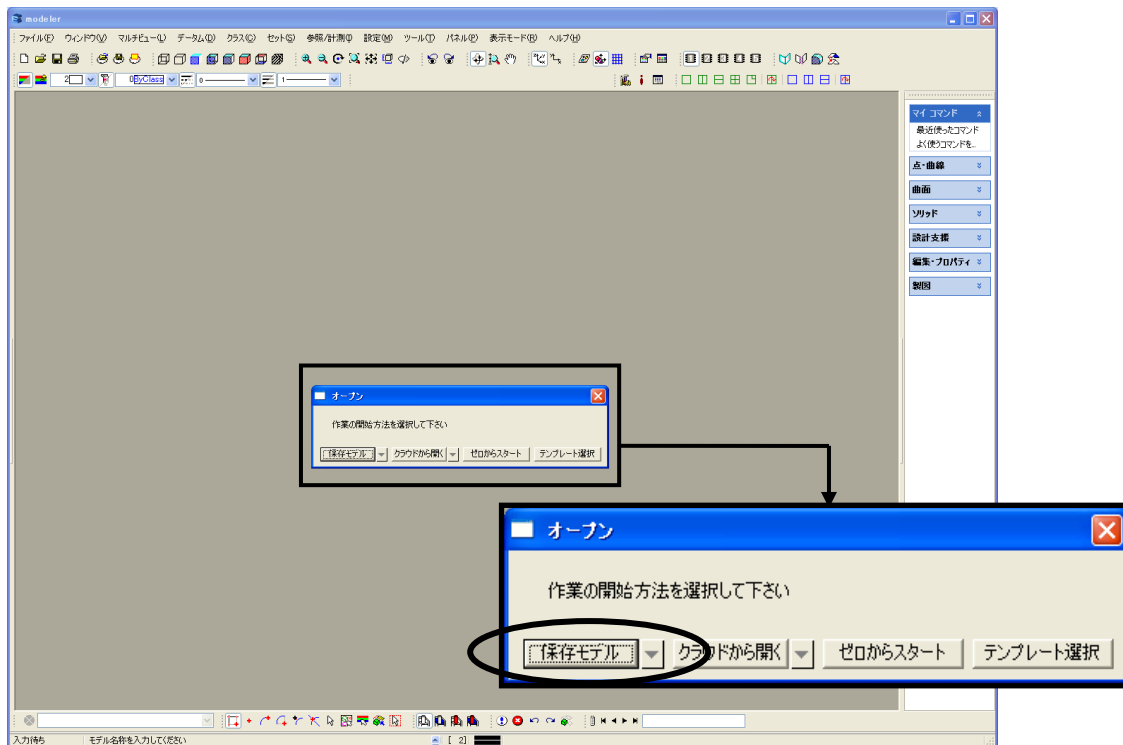 modeler
ファイル(F) ウィンドウ(V) マルチビュー(L) データム(D) クラス(C) セット(S) 参照/計測(I) 設定(M) ツール(T) パネル(P) 表示モード(R) ヘルプ(H)
2 0 ByClass 0 1
マイ コマンド
最近使ったコマンド
よく使うコマンドを...
点・曲線
曲面
ソリッド
設計支援
編集・プロパティ
製図
オープン
作業の開始方法を選択して下さい
保存モデル クラウドから開く ゼロからスタート テンプレート選択
オープン
作業の開始方法を選択して下さい
保存モデル クラウドから開く ゼロからスタート テンプレート選択
入力待ち モデル名称を入力してください [ 2]